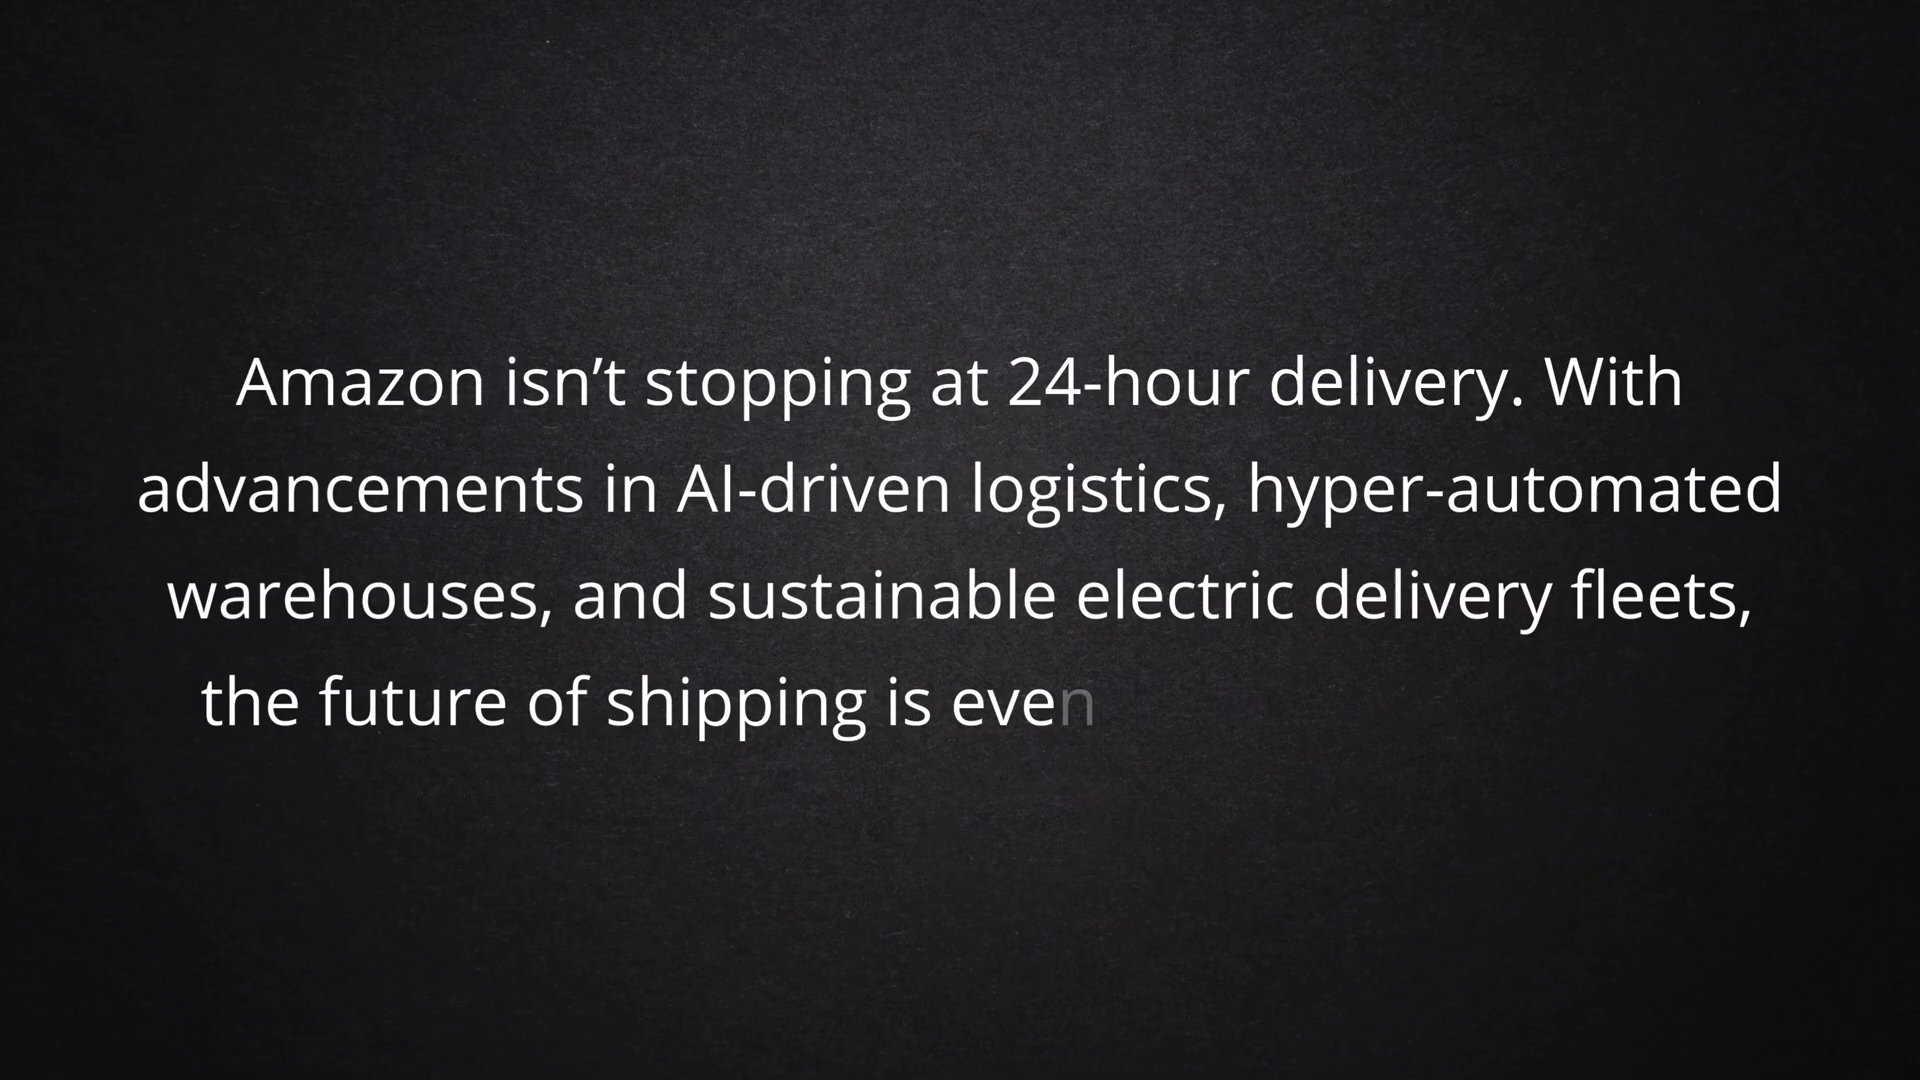 Amazon isn’t stopping at 24-hour delivery. With
advancements in AI-driven logistics, hyper-automated
warehouses, and sustainable electric delivery fleets,
the future of shipping is even